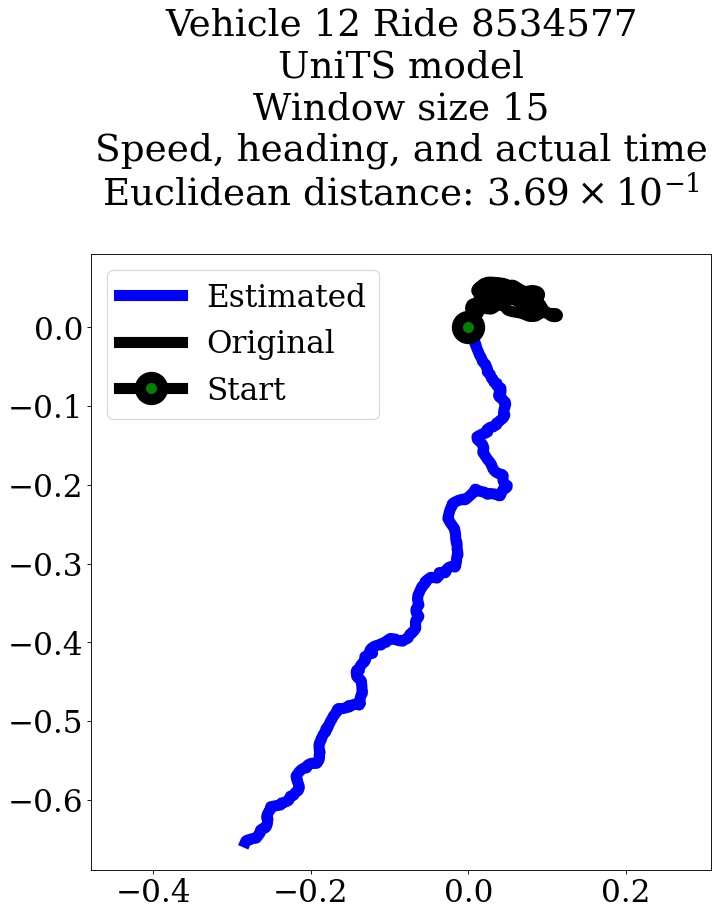 Vehicle 12 Ride 8534577
UniTS model
Window size 15
Speed, heading, and actual time
Euclidean distance: 3.69 × 10⁻¹
Estimated
Original
Start
0.0
−0.1
−0.2
−0.3
−0.4
−0.5
−0.6
−0.4 −0.2 0.0 0.2